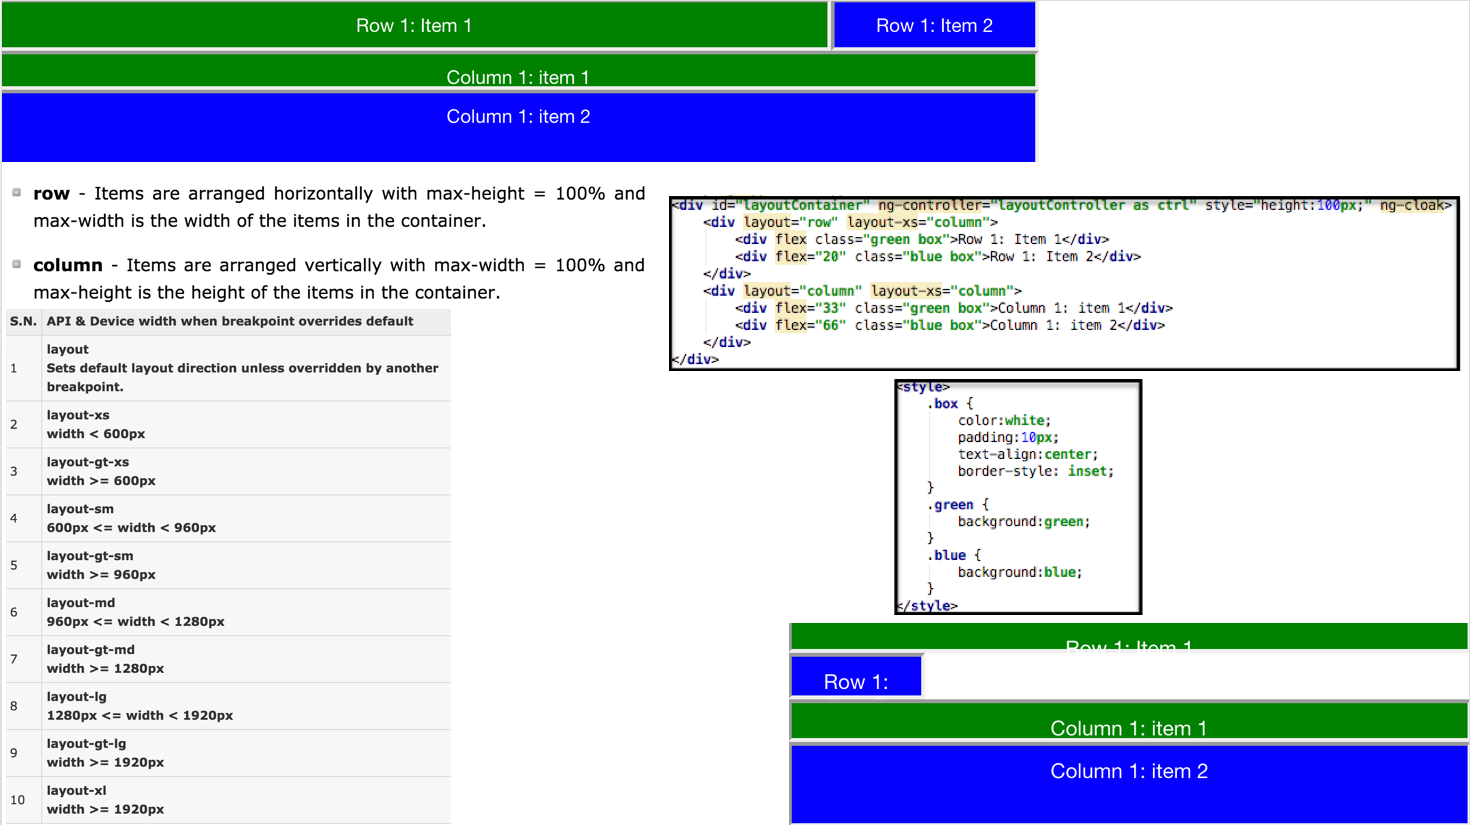 Row 1: Item 1
Row 1: Item 2
Column 1: item 1
Column 1: item 2
row - Items are arranged horizontally with max-height = 100% and
max-width is the width of the items in the container.
column - Items are arranged vertically with max-width = 100% and
max-height is the height of the items in the container.
S.N. API & Device width when breakpoint overrides default
1
layout
Sets default layout direction unless overridden by another
breakpoint.
2
layout-xs
width < 600px
3
layout-gt-xs
width >= 600px
4
layout-sm
600px <= width < 960px
5
layout-gt-sm
width >= 960px
6
layout-md
960px <= width < 1280px
7
layout-gt-md
width >= 1280px
8
layout-lg
1280px <= width < 1920px
9
layout-gt-lg
width >= 1920px
10
layout-xl
width >= 1920px
<div id="layoutContainer" ng-controller="layoutController as ctrl" style="height:100px;" ng-cloak>
<div layout="row" layout-xs="column">
<div flex class="green box">Row 1: Item 1</div>
<div flex="20" class="blue box">Row 1: Item 2</div>
</div>
<div layout="column" layout-xs="column">
<div flex="33" class="green box">Column 1: item 1</div>
<div flex="66" class="blue box">Column 1: item 2</div>
</div>
</div>
<style>
.box {
color:white;
padding:10px;
text-align:center;
border-style: inset;
}
.green {
background:green;
}
.blue {
background:blue;
}
</style>
Row 1: Item 1
Row 1:
Column 1: item 1
Column 1: item 2